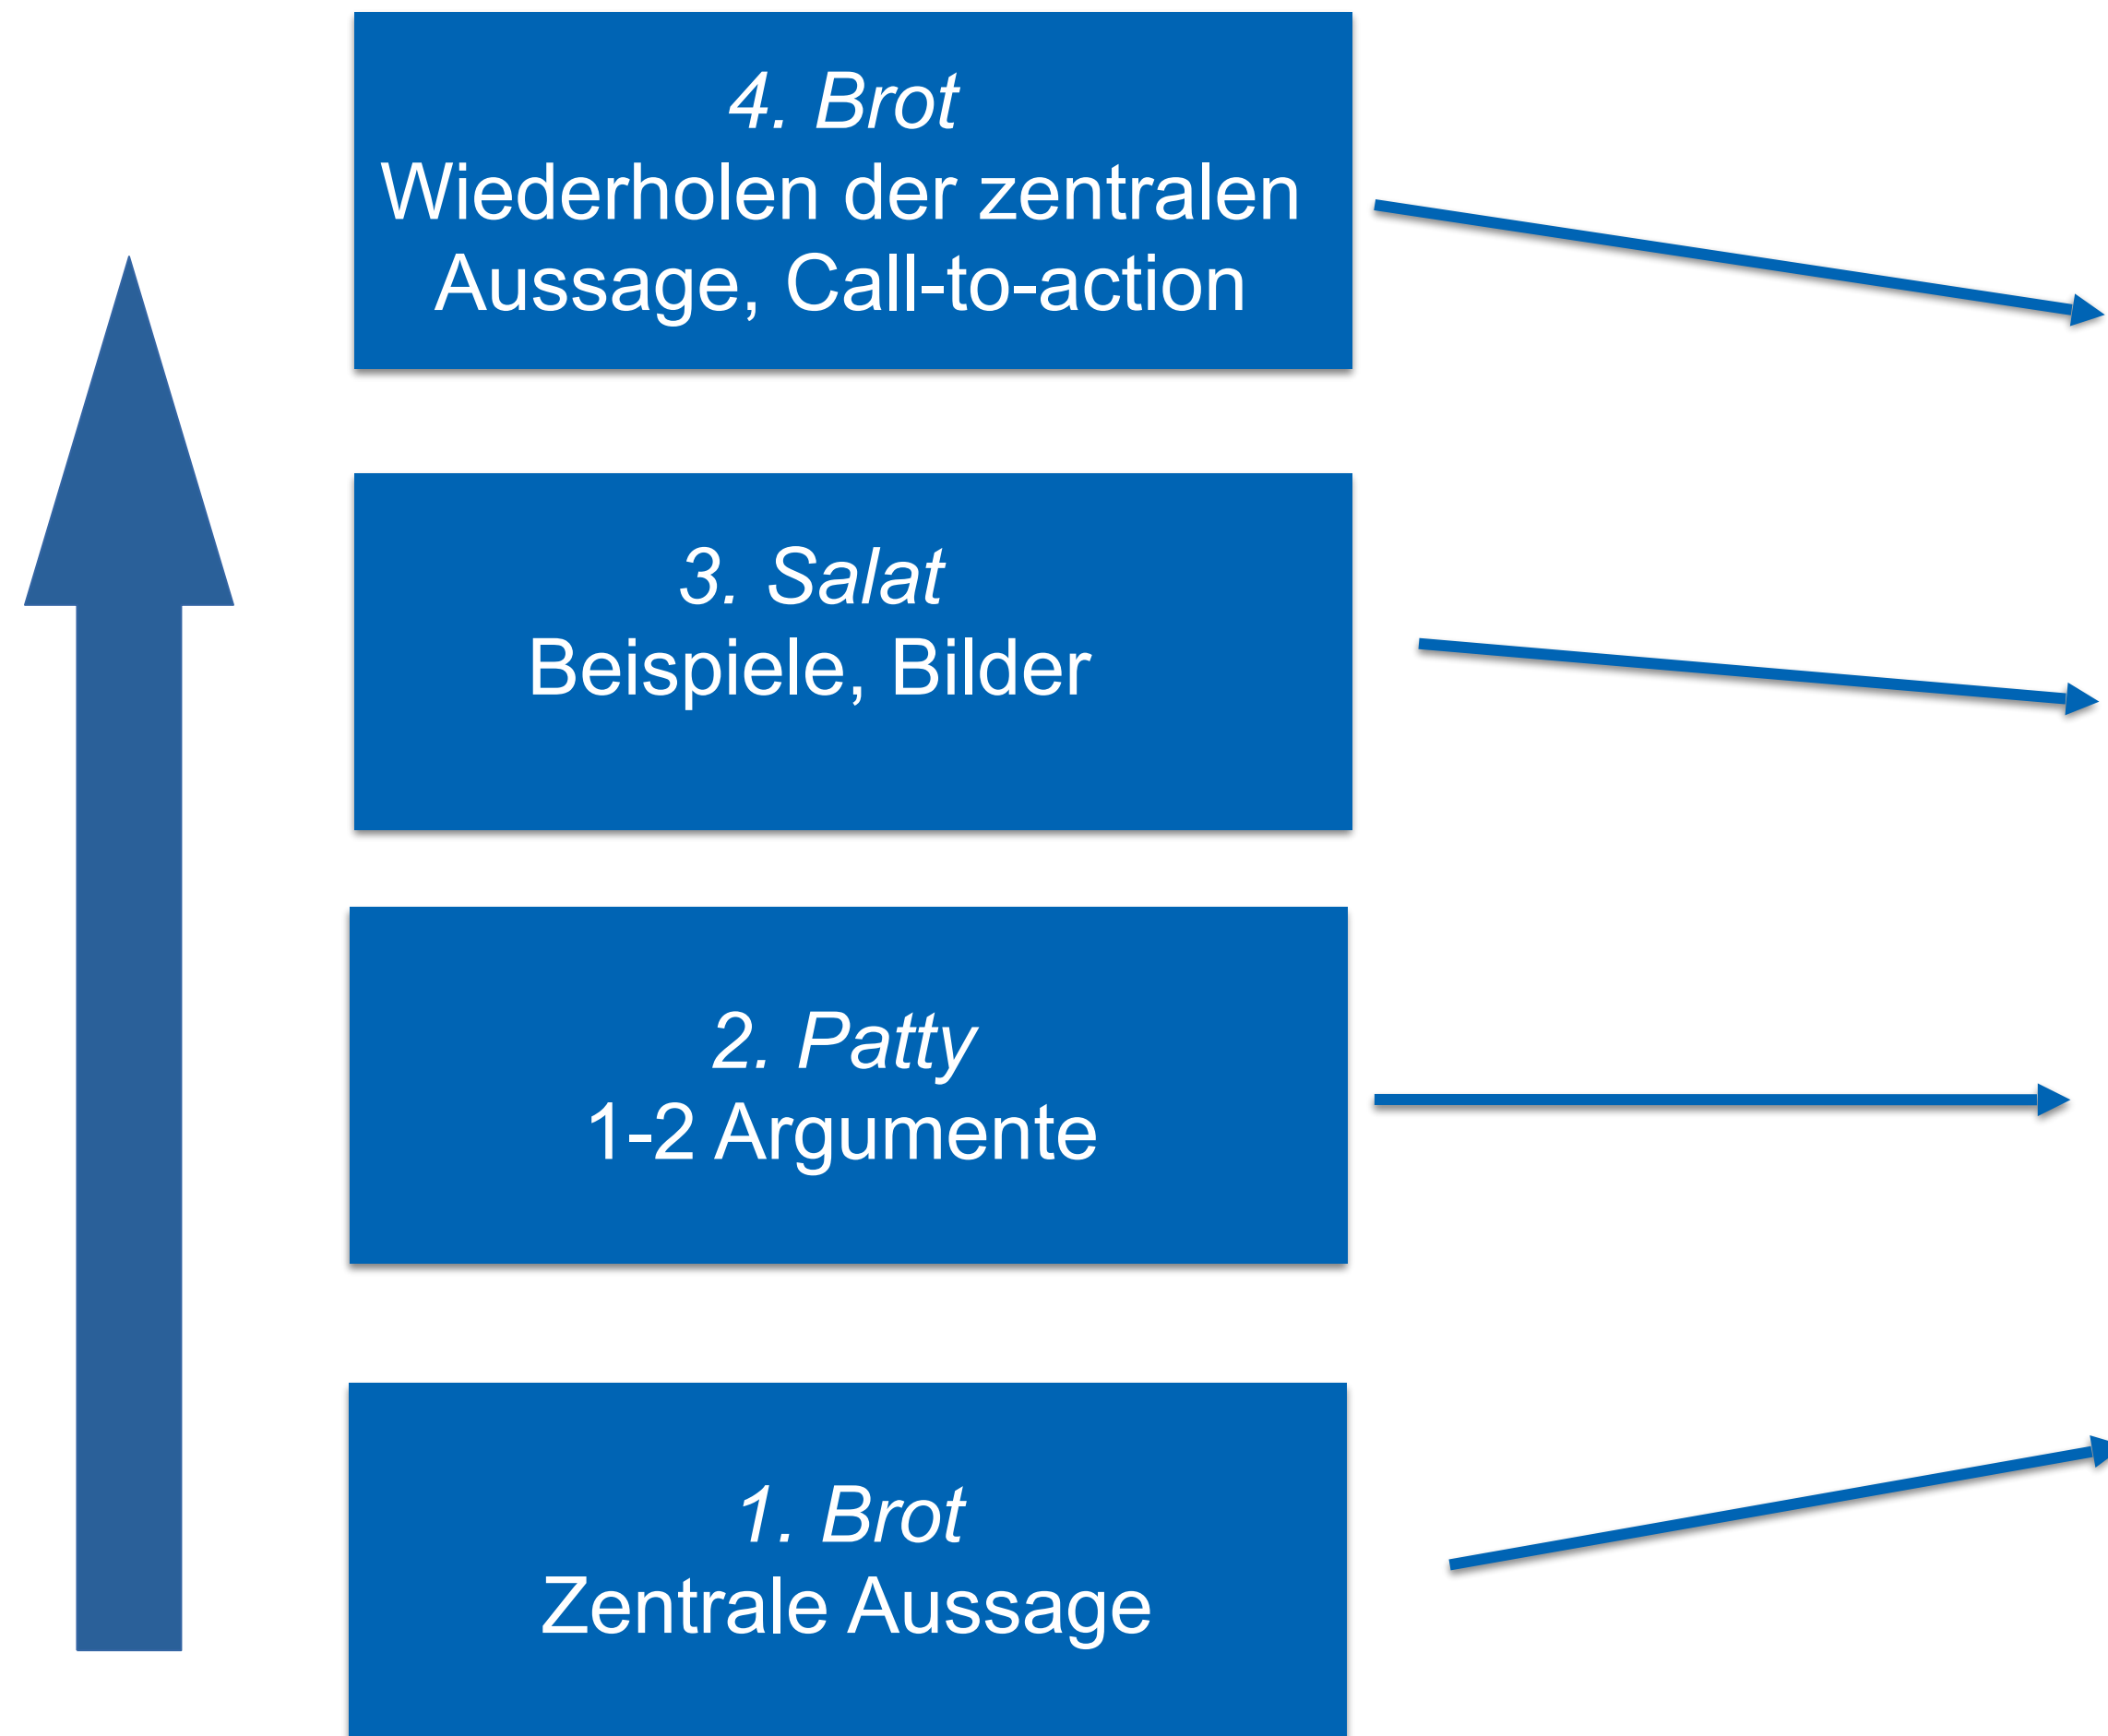 4. Brot
Wiederholen der zentralen
Aussage, Call-to-action
3. Salat
Beispiele, Bilder
2. Patty
1-2 Argumente
1. Brot
Zentrale Aussage